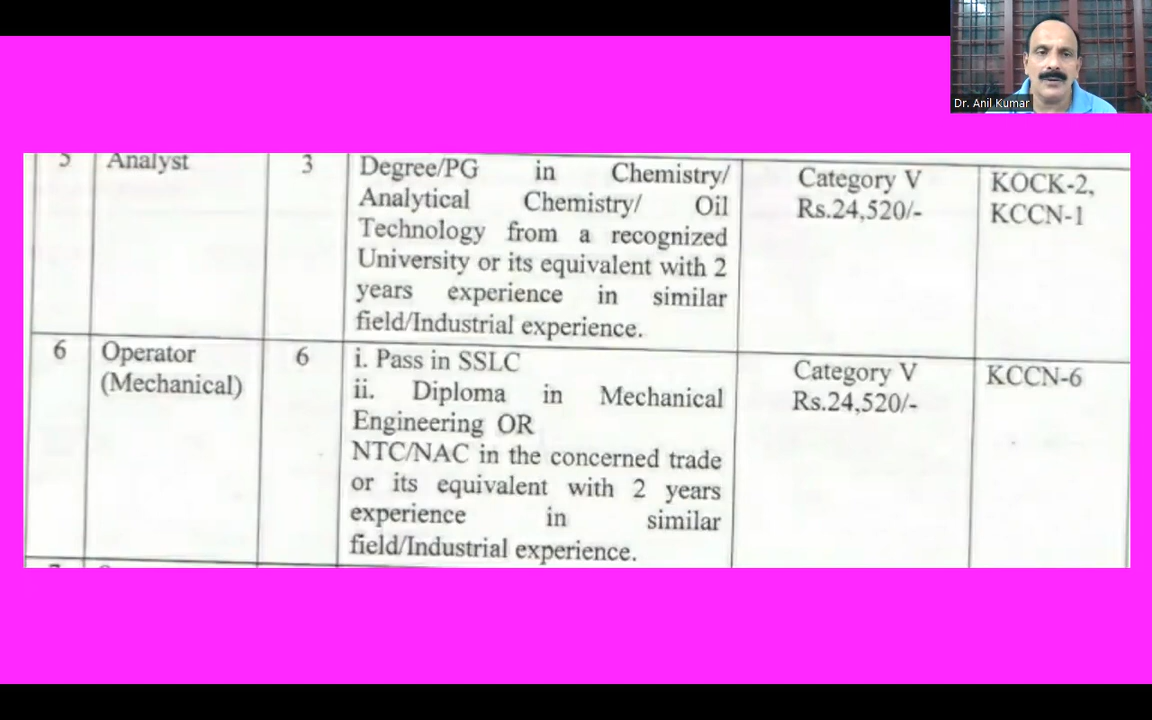 Dr. Anil Kumar
5 Analyst 3 Degree/PG in Chemistry/ Category V KOCK-2,
Analytical Chemistry/ Oil Rs.24,520/- KCCN-1
Technology from a recognized
University or its equivalent with 2
years experience in similar
field/Industrial experience.
6 Operator 6 i. Pass in SSLC Category V KCCN-6
(Mechanical) ii. Diploma in Mechanical Rs.24,520/-
Engineering OR
NTC/NAC in the concerned trade
or its equivalent with 2 years
experience in similar
field/Industrial experience.